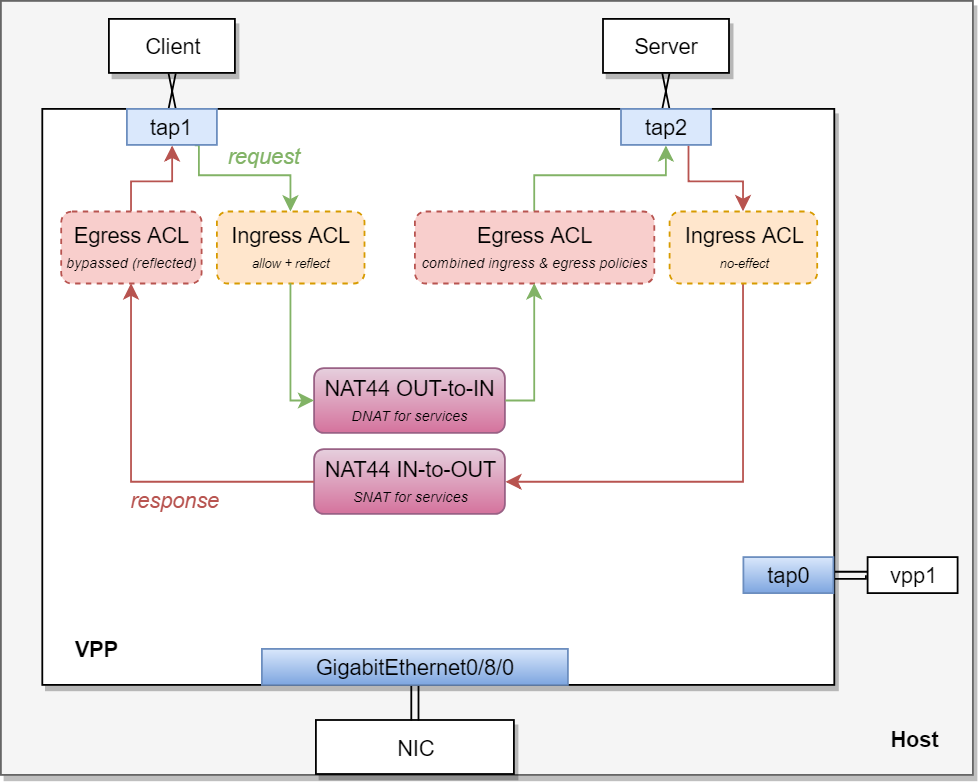 Client
Server
tap1
tap2
request
Egress ACL
bypassed (reflected)
Ingress ACL
allow + reflect
Egress ACL
combined ingress & egress policies
Ingress ACL
no-effect
NAT44 OUT-to-IN
DNAT for services
NAT44 IN-to-OUT
SNAT for services
response
tap0
vpp1
VPP
GigabitEthernet0/8/0
NIC
Host